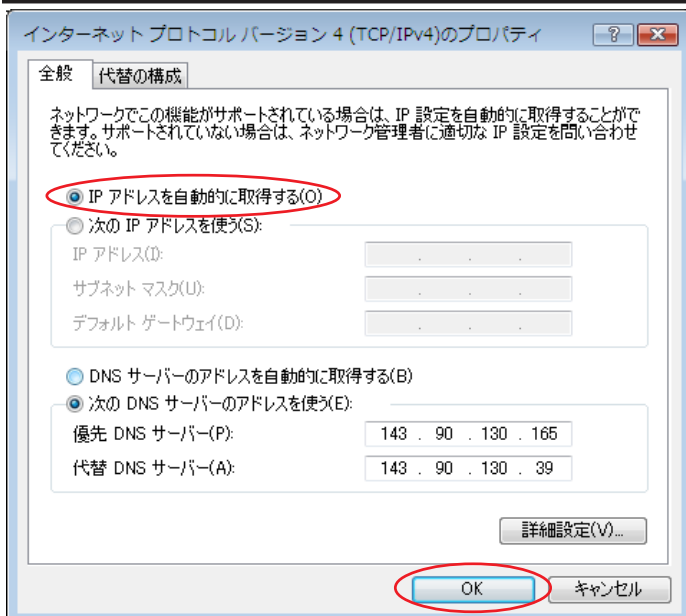 インターネット プロトコル バージョン 4 (TCP/IPv4)のプロパティ
全般
代替の構成
ネットワークでこの機能がサポートされている場合は、IP 設定を自動的に取得することがで
きます。サポートされていない場合は、ネットワーク管理者に適切な IP 設定を問い合わせ
てください。
IP アドレスを自動的に取得する(O)
次の IP アドレスを使う(S):
IP アドレス(I):
サブネット マスク(U):
デフォルト ゲートウェイ(D):
DNS サーバーのアドレスを自動的に取得する(B)
次の DNS サーバーのアドレスを使う(E):
優先 DNS サーバー(P): 143 . 90 . 130 . 165
代替 DNS サーバー(A): 143 . 90 . 130 . 39
詳細設定(V)...
OK キャンセル